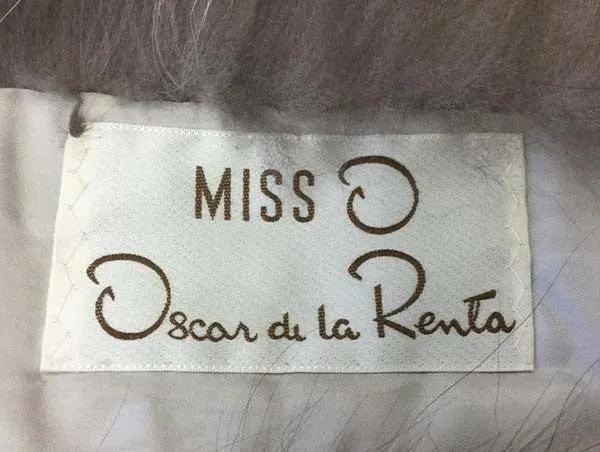 MISS O
Oscar de la Renta